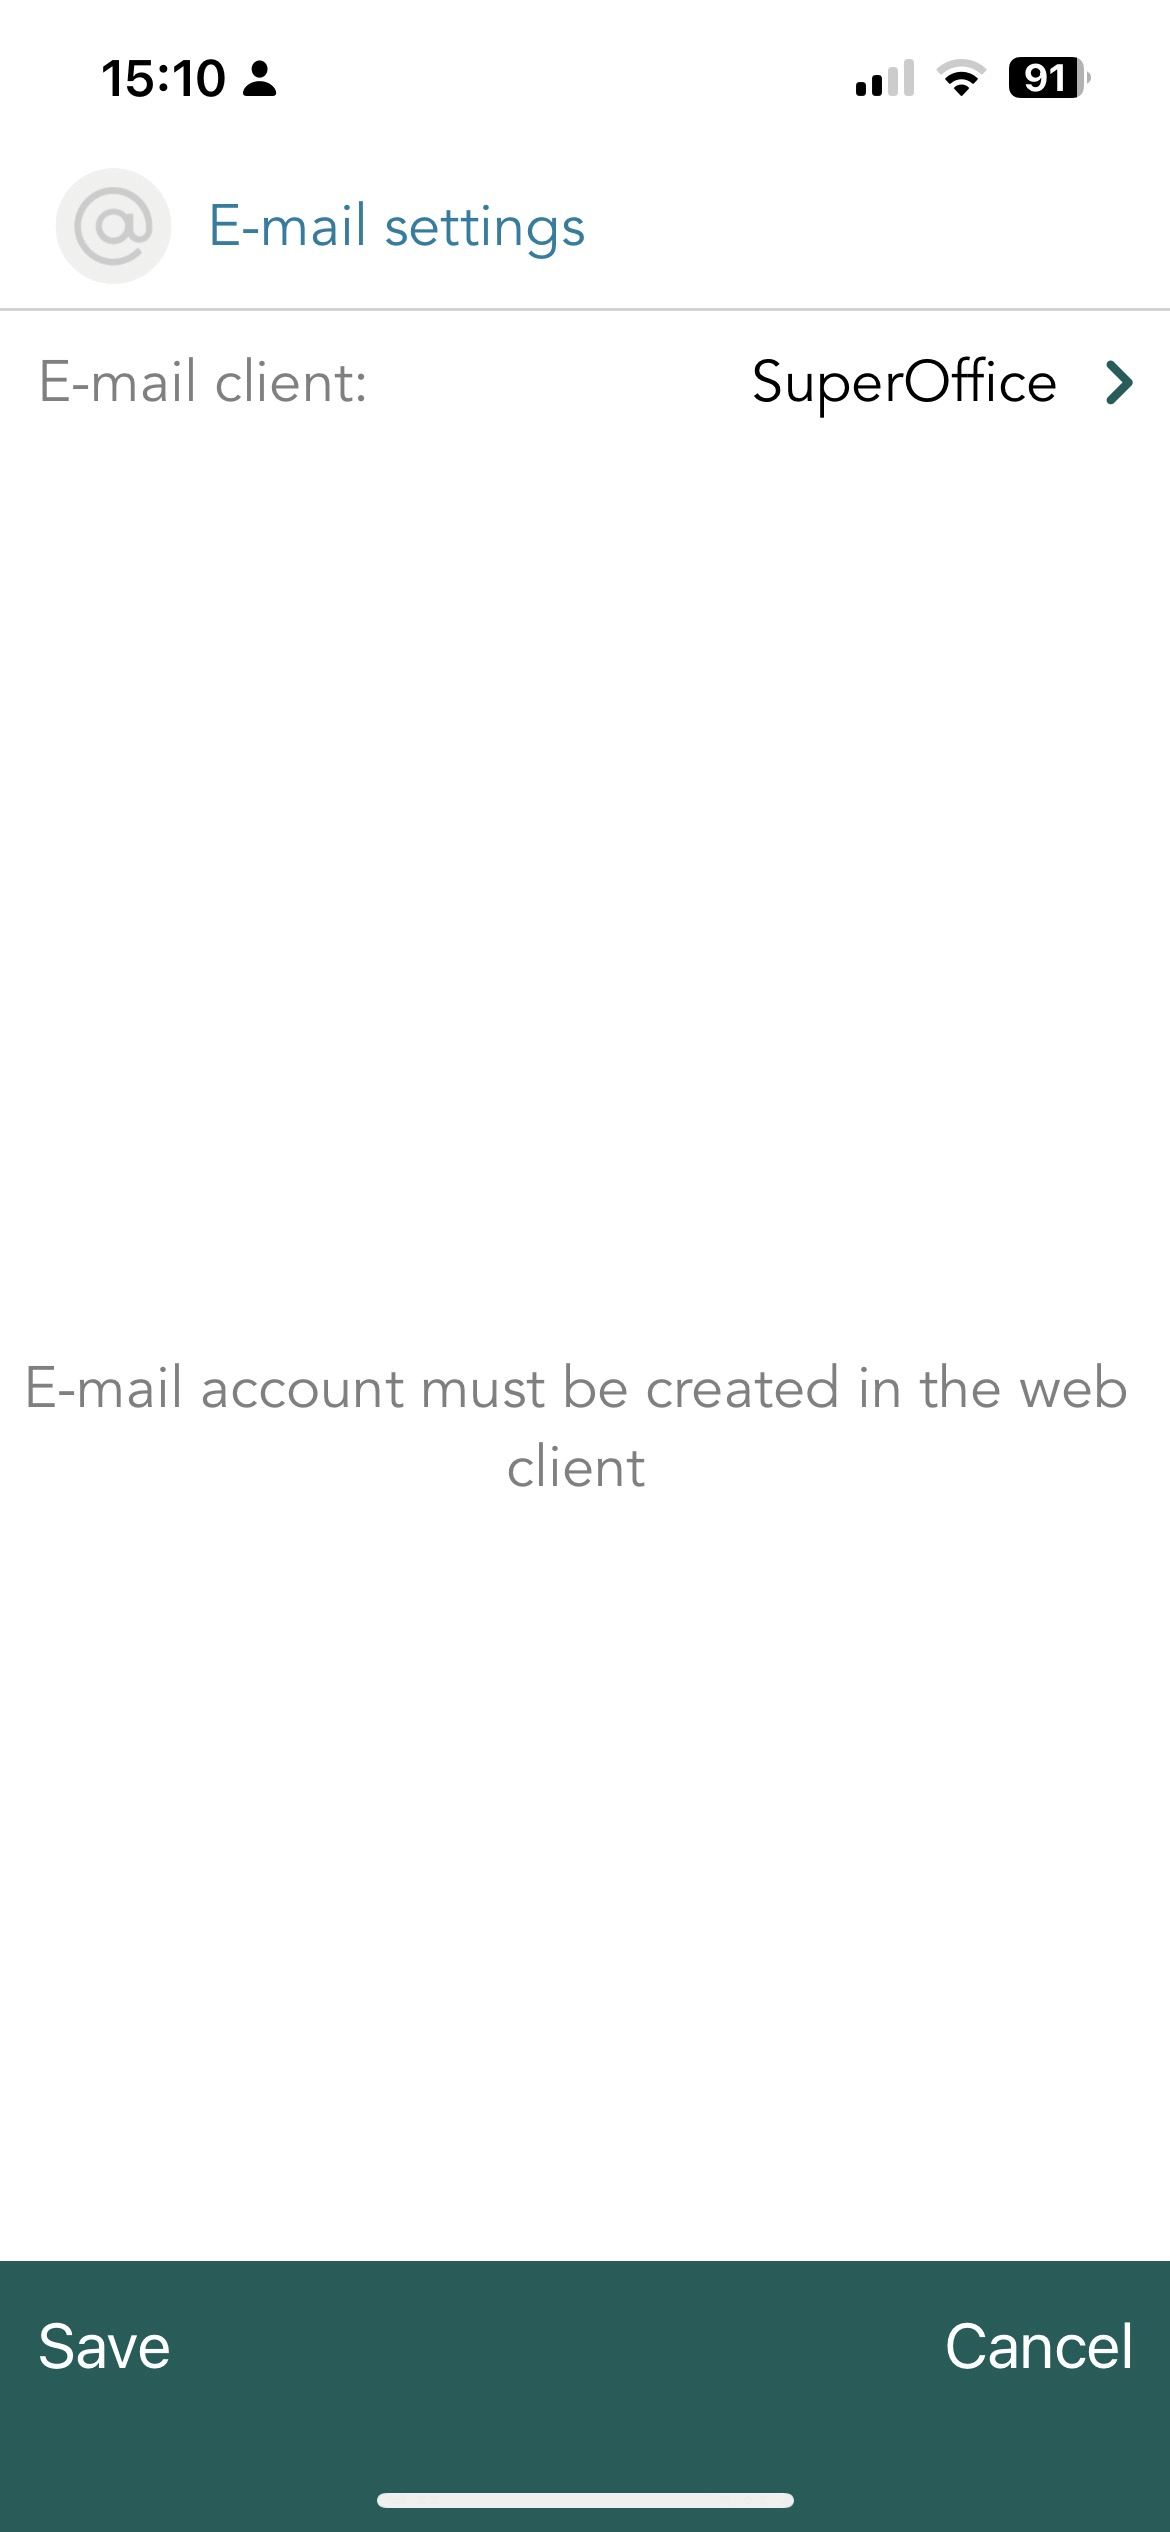 15:10
91
E-mail settings
E-mail client:
SuperOffice
E-mail account must be created in the web
client
Save
Cancel